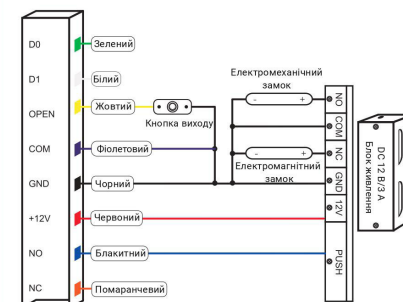 D0
Зелений
D1
Білий
OPEN
Жовтий
Кнопка виходу
COM
Фіолетовий
GND
Чорний
+12V
Червоний
NO
Блакитний
NC
Помаранчевий
Електромеханічний
замок
- +
Електромагнітний
замок
- +
NO
COM
NC
GND
12V
PUSH
DC 12 В/3 А
Блок живлення